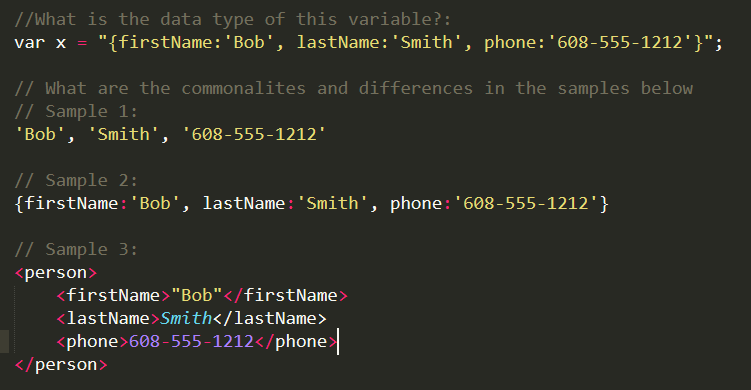 //What is the data type of this variable?:
var x = "{firstName:'Bob', lastName:'Smith', phone:'608-555-1212'}";
// What are the commonalites and differences in the samples below
// Sample 1:
'Bob', 'Smith', '608-555-1212'
// Sample 2:
{firstName:'Bob', lastName:'Smith', phone:'608-555-1212'}
// Sample 3:
<person>
<firstName>"Bob"</firstName>
<lastName>Smith</lastName>
<phone>608-555-1212</phone>
</person>